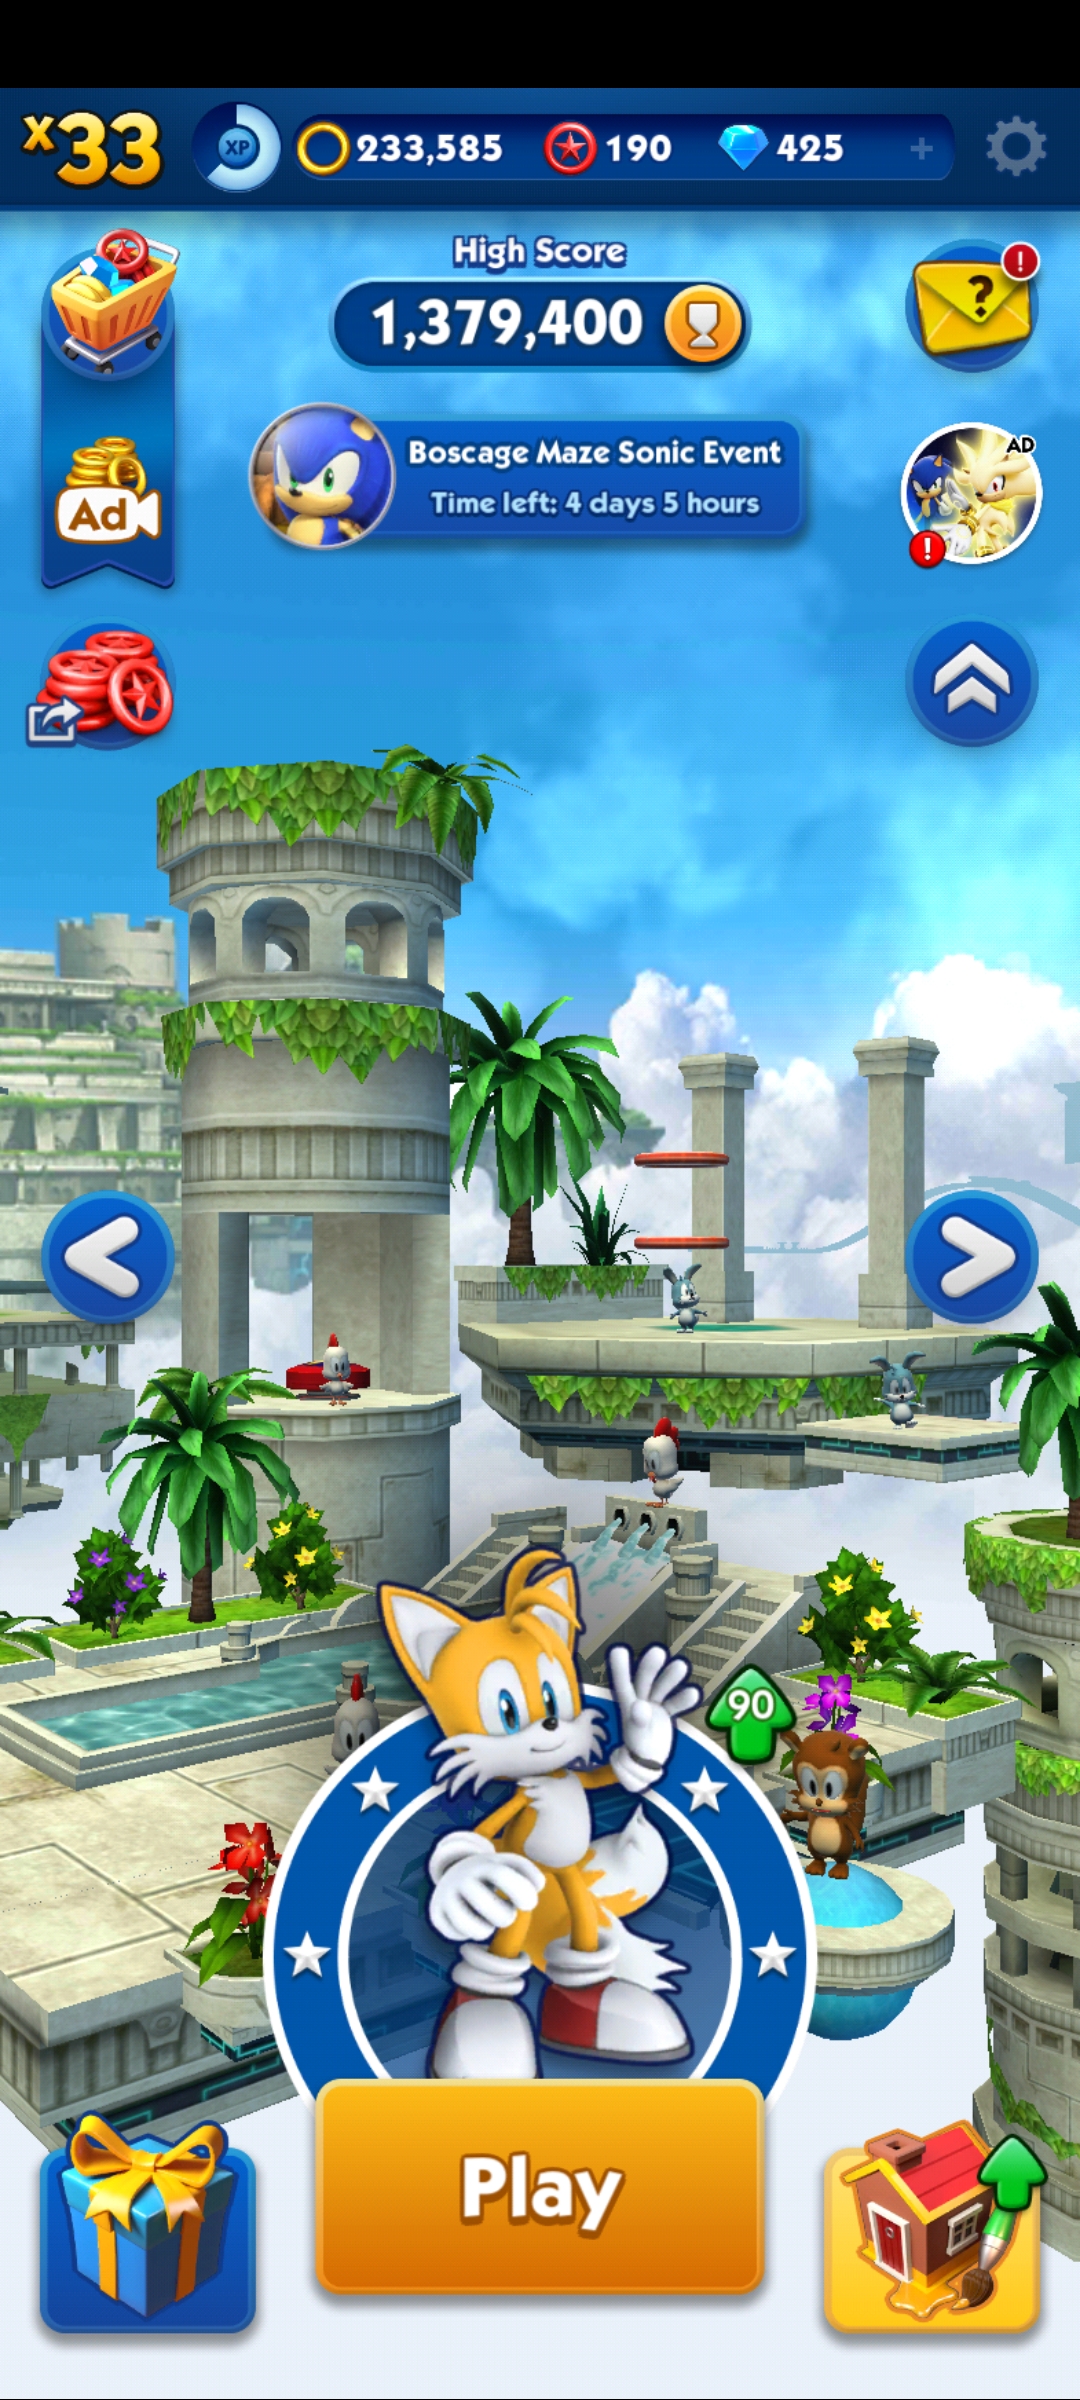 x33
XP
233,585
190
425
+
High Score
1,379,400
?
!
Boscage Maze Sonic Event
Time left: 4 days 5 hours
AD
!
Ad
90
Play